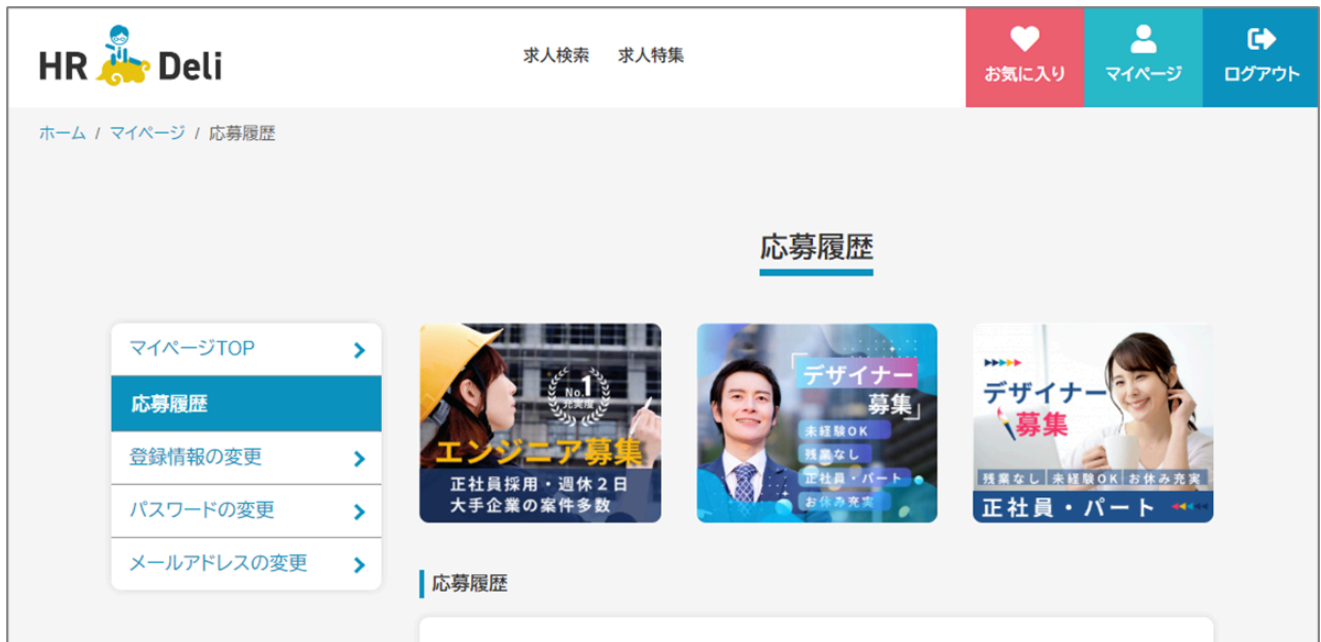 HR Deli
求人検索 求人特集
お気に入り
マイページ
ログアウト
ホーム / マイページ / 応募履歴
応募履歴
マイページTOP
応募履歴
登録情報の変更
パスワードの変更
メールアドレスの変更
No.1
充実度
エンジニア募集
正社員採用・週休2日
大手企業の案件多数
「デザイナー
募集」
未経験OK
残業なし
正社員・パート
お休み充実
デザイナー
募集
残業なし 未経験OK お休み充実
正社員・パート
応募履歴